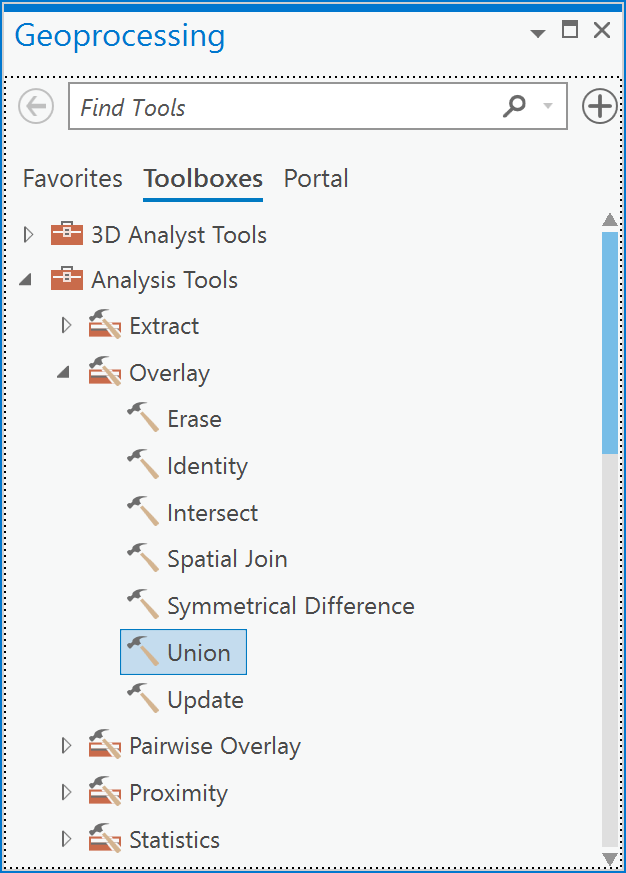 Geoprocessing
Find Tools
Favorites Toolboxes Portal
3D Analyst Tools
Analysis Tools
Extract
Overlay
Erase
Identity
Intersect
Spatial Join
Symmetrical Difference
Union
Update
Pairwise Overlay
Proximity
Statistics